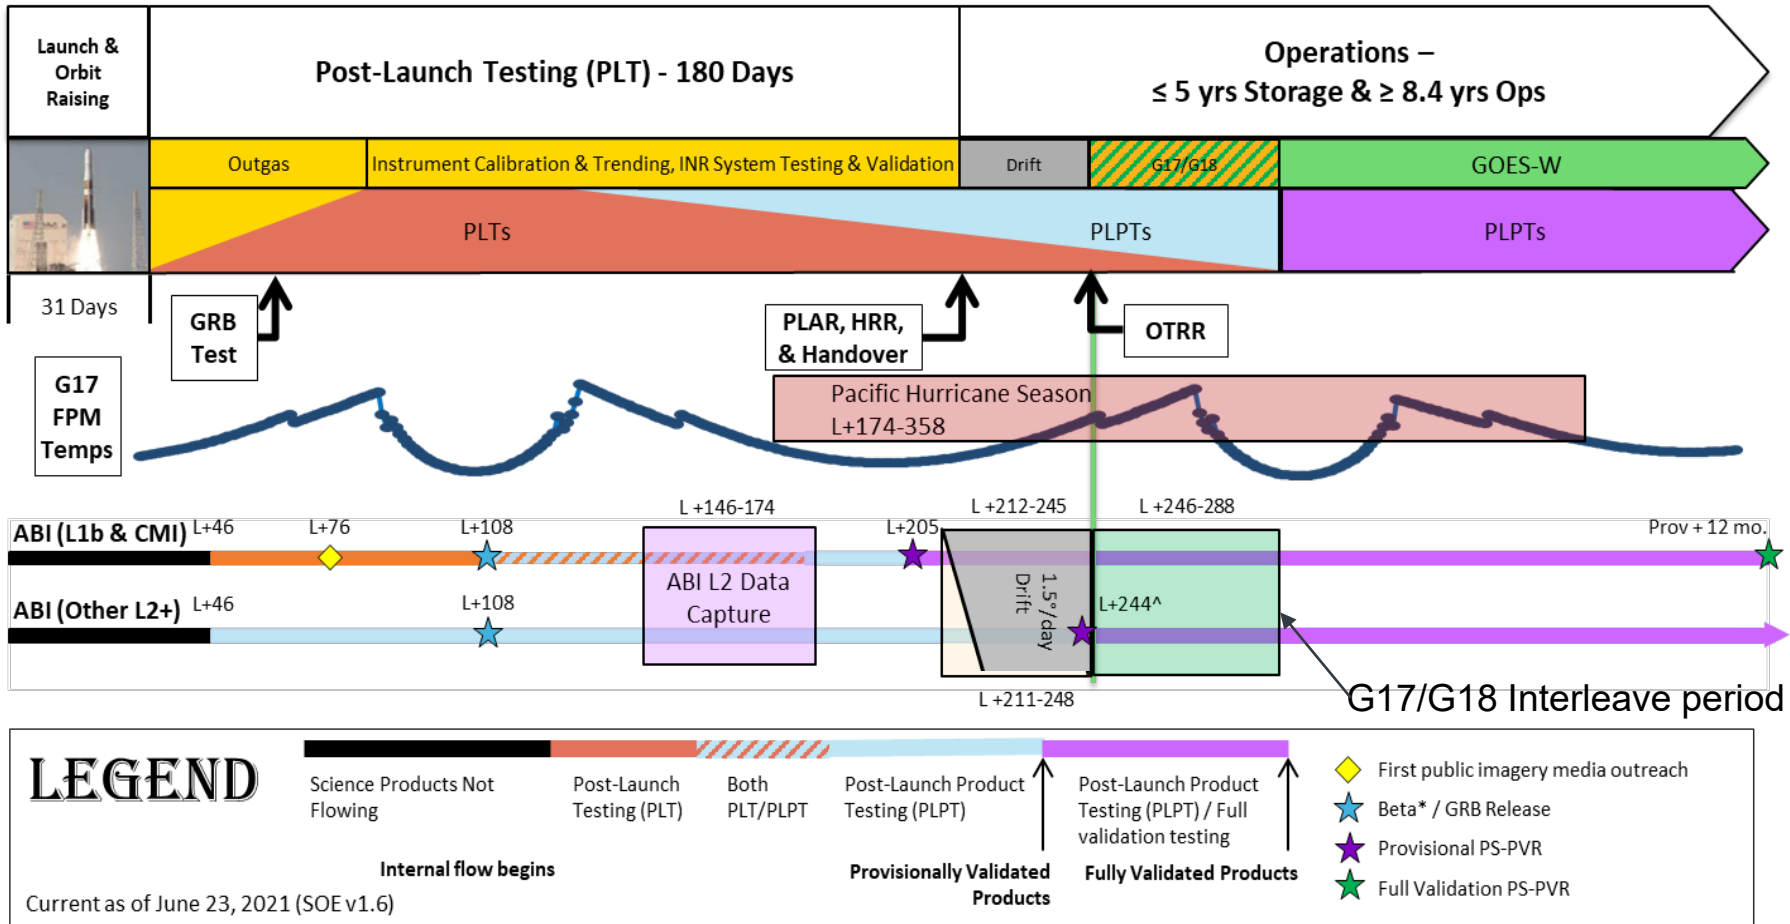 Launch &
Orbit
Raising
Post-Launch Testing (PLT) - 180 Days
Operations –
≤ 5 yrs Storage & ≥ 8.4 yrs Ops
Outgas
Instrument Calibration & Trending, INR System Testing & Validation
Drift
G17/G18
GOES-W
PLTs
PLPTs
PLPTs
31 Days
GRB
Test
PLAR, HRR,
& Handover
OTRR
G17
FPM
Temps
Pacific Hurricane Season
L+174-358
L +146-174
L +212-245
L +246-288
ABI (L1b & CMI)
L+46
L+76
L+108
L+205
Prov + 12 mo.
ABI L2 Data
Capture
1.5°/day
Drift
ABI (Other L2+)
L+46
L+108
L+244^
L +211-248
G17/G18 Interleave period
LEGEND
Science Products Not
Flowing
Post-Launch
Testing (PLT)
Both
PLT/PLPT
Post-Launch Product
Testing (PLPT)
Post-Launch Product
Testing (PLPT) / Full
validation testing
Internal flow begins
Provisionally Validated
Products
Fully Validated Products
First public imagery media outreach
Beta* / GRB Release
Provisional PS-PVR
Full Validation PS-PVR
Current as of June 23, 2021 (SOE v1.6)